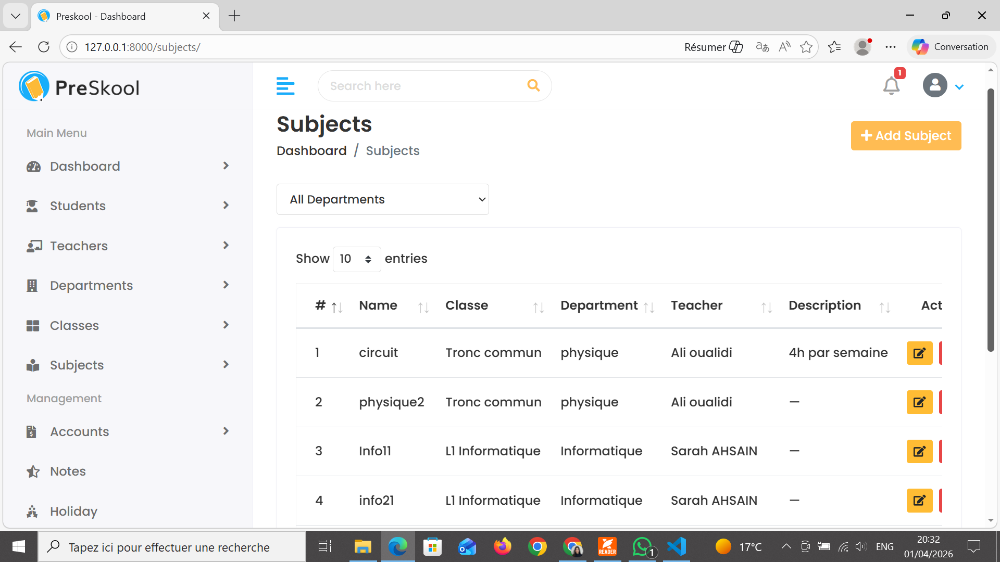 Preskool - Dashboard
127.0.0.1:8000/subjects/
Résumer
Conversation
PreSkool
Search here
1
Main Menu
Dashboard
Students
Teachers
Departments
Classes
Subjects
Management
Accounts
Notes
Holiday
Subjects
Dashboard / Subjects
+ Add Subject
All Departments
Show 10 entries
# Name Classe Department Teacher Description Act
1 circuit Tronc commun physique Ali oualidi 4h par semaine
2 physique2 Tronc commun physique Ali oualidi —
3 Info11 L1 Informatique Informatique Sarah AHSAIN —
4 info21 L1 Informatique Informatique Sarah AHSAIN —
Tapez ici pour effectuer une recherche
READER
1
17°C
ENG
20:32
01/04/2026